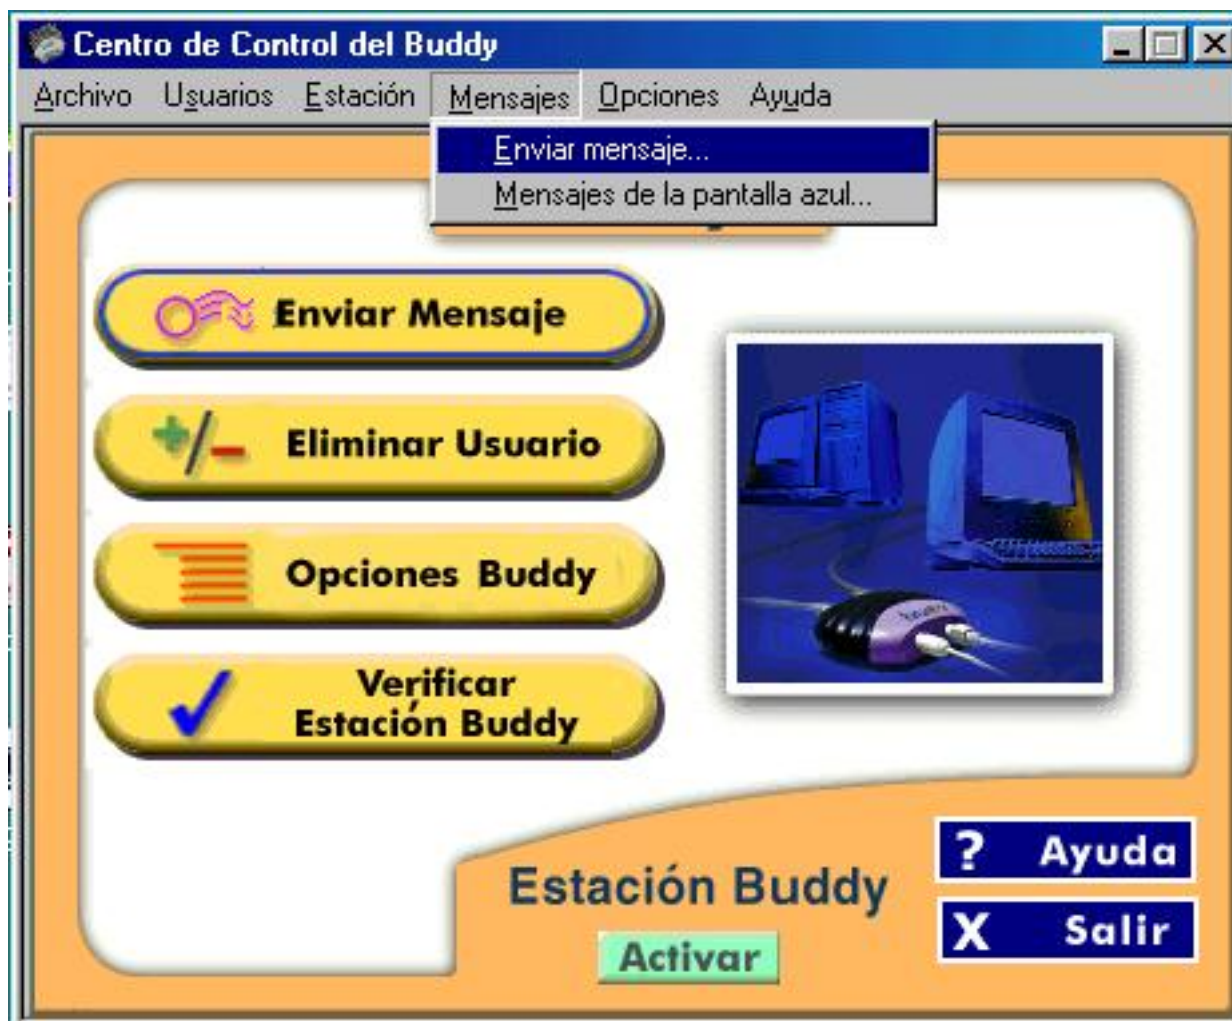 Centro de Control del Buddy
Archivo Usuarios Estación Mensajes Opciones Ayuda
Enviar mensaje...
Mensajes de la pantalla azul...
Enviar Mensaje
+/- Eliminar Usuario
Opciones Buddy
Verificar
Estación Buddy
Estación Buddy
Activar
? Ayuda
X Salir